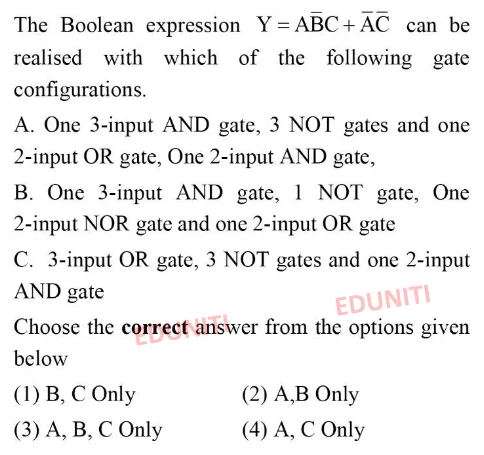 The Boolean expression Y = AB̅C + A̅C̅ can be
realised with which of the following gate
configurations.
A. One 3-input AND gate, 3 NOT gates and one
2-input OR gate, One 2-input AND gate,
B. One 3-input AND gate, 1 NOT gate, One
2-input NOR gate and one 2-input OR gate
C. 3-input OR gate, 3 NOT gates and one 2-input
AND gate
EDUNITI
Choose the correct answer from the options given
EDUNITI
below
(1) B, C Only (2) A,B Only
(3) A, B, C Only (4) A, C Only